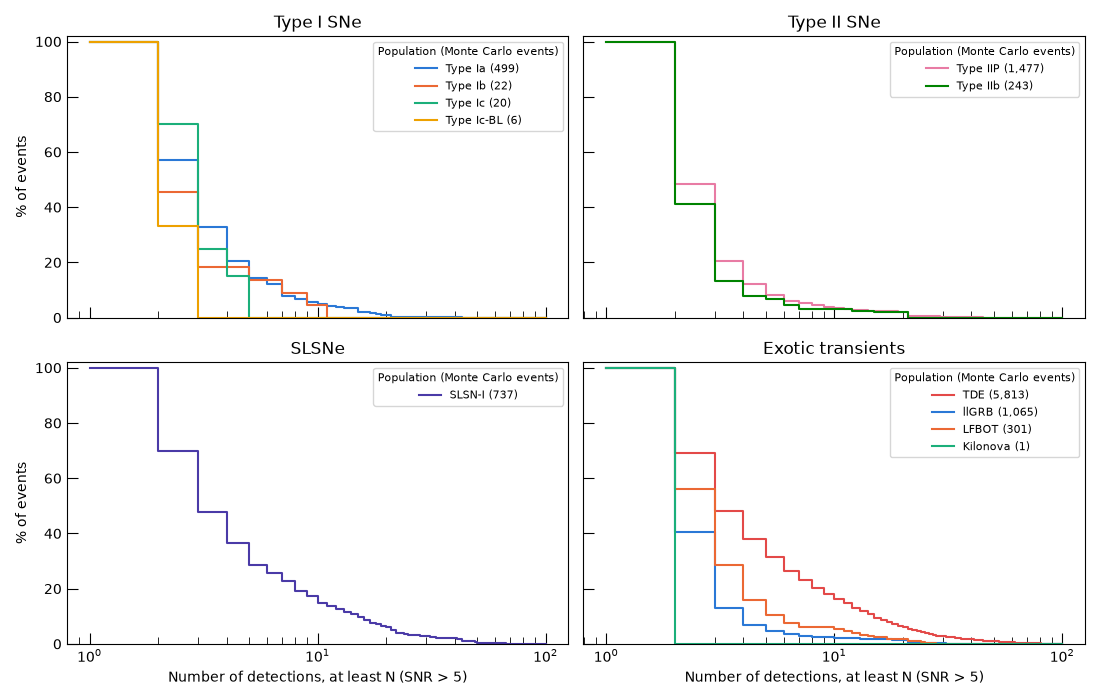 Type I SNe
Type II SNe
100
80
60
40
20
0
% of events
Population (Monte Carlo events)
Type Ia (499)
Type Ib (22)
Type Ic (20)
Type Ic-BL (6)
Population (Monte Carlo events)
Type IIP (1,477)
Type IIb (243)
SLSNe
Exotic transients
100
80
60
40
20
0
% of events
Population (Monte Carlo events)
SLSN-I (737)
Population (Monte Carlo events)
TDE (5,813)
llGRB (1,065)
LFBOT (301)
Kilonova (1)
10⁰ 10¹ 10²
10⁰ 10¹ 10²
Number of detections, at least N (SNR > 5)
Number of detections, at least N (SNR > 5)